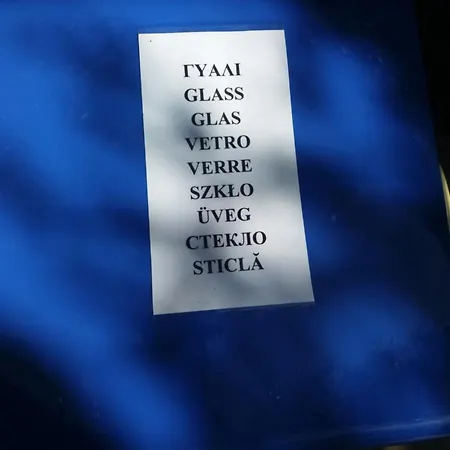 ΓΥΑΛΙ
GLASS
GLAS
VETRO
VERRE
SZKŁO
ÜVEG
СТЕКЛО
STICLĂ